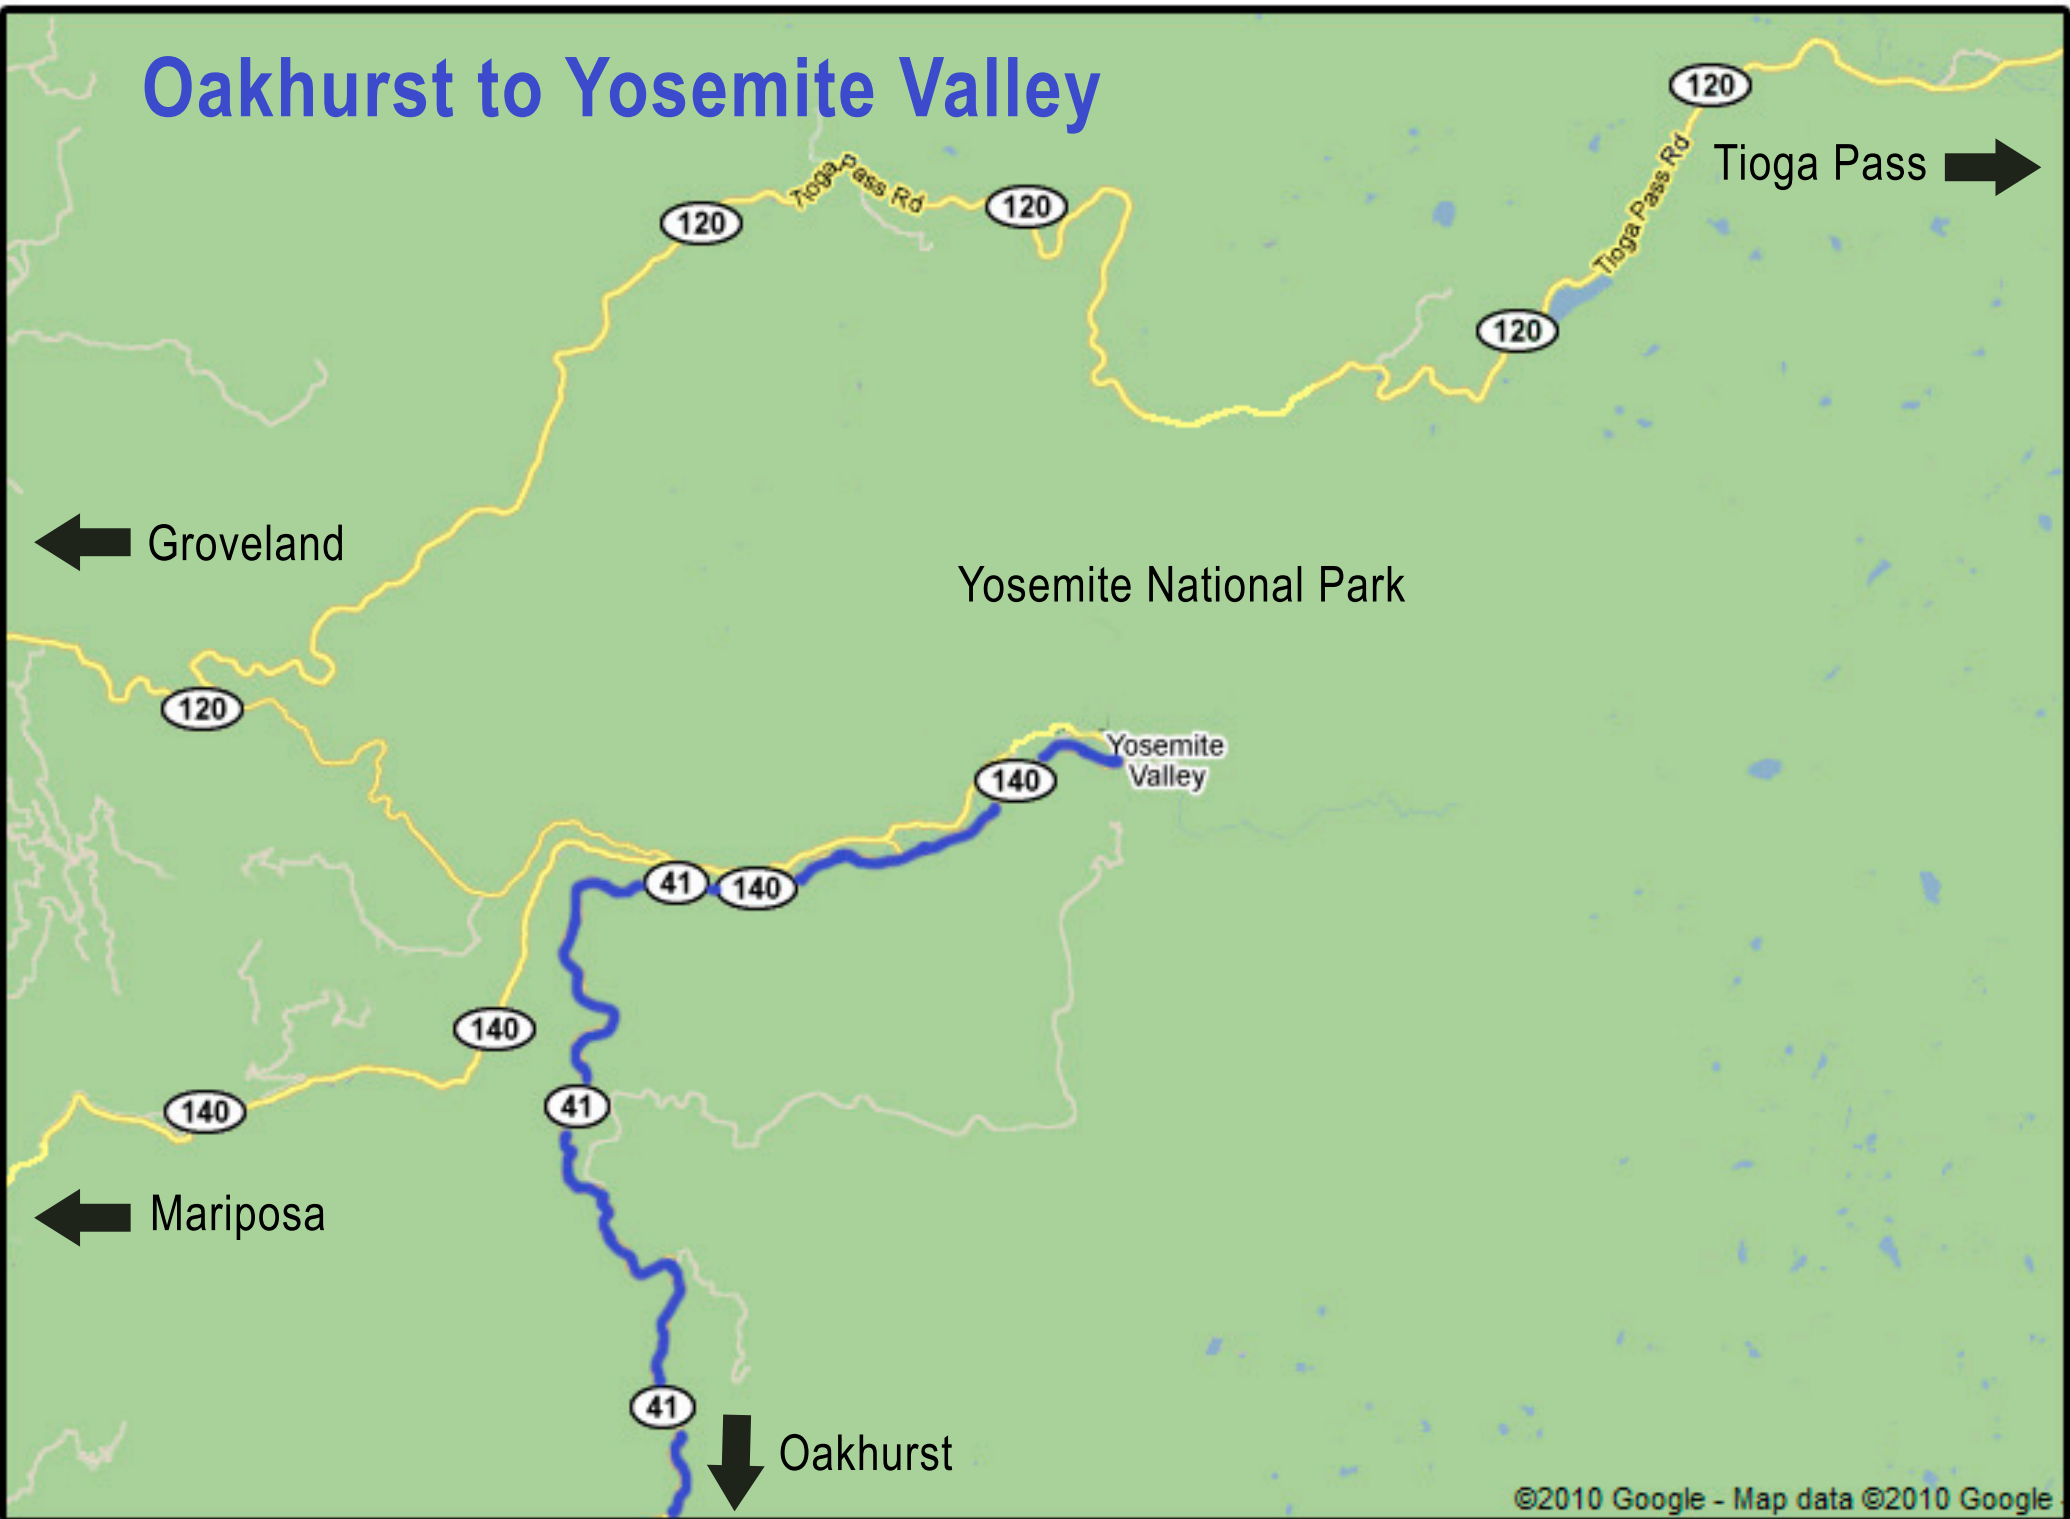 Oakhurst to Yosemite Valley
120
Tioga Pass Rd
Tioga Pass
120
Tioga Pass Rd
120
120
Groveland
Yosemite National Park
120
Yosemite
Valley
140
41
140
140
140
41
Mariposa
41
Oakhurst
©2010 Google - Map data ©2010 Google -